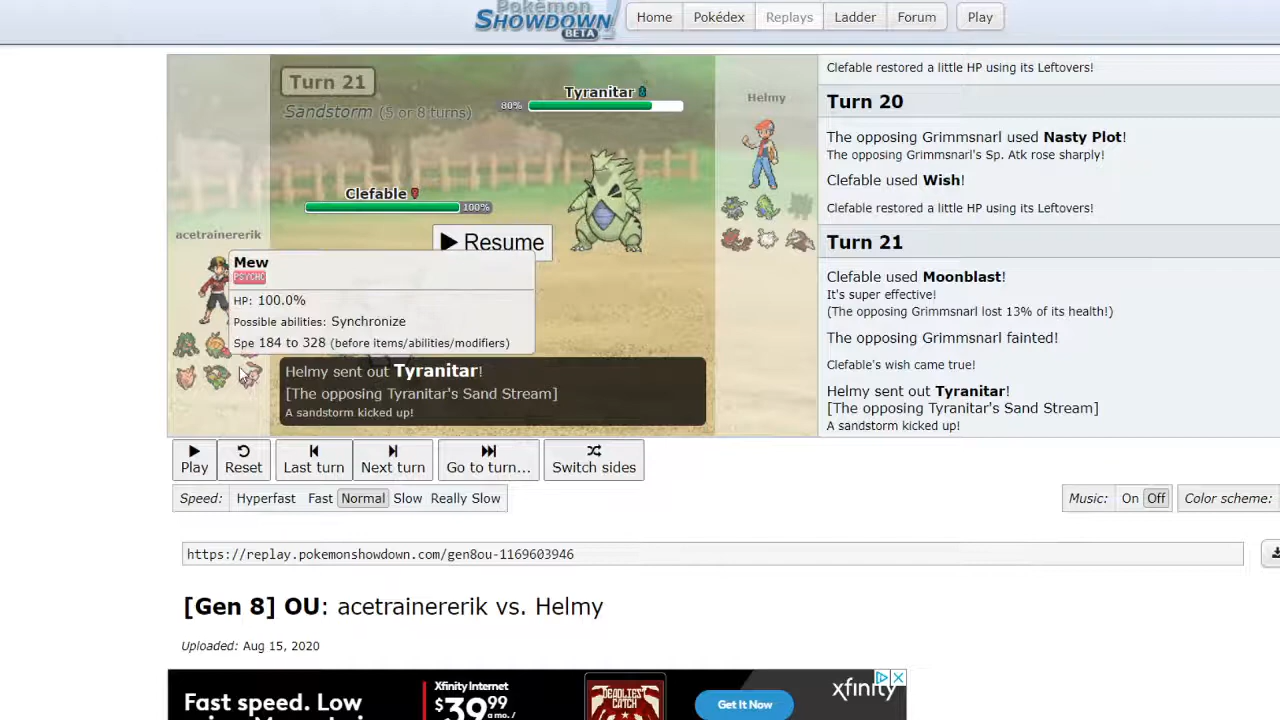 Pokémon
SHOWDOWN
BETA
Home
Pokédex
Replays
Ladder
Forum
Play
Turn 21
Sandstorm (5 or 8 turns)
Tyranitar
80%
Clefable
100%
Resume
acetrainererik
Helmy
Mew
PSYCHC
HP: 100.0%
Possible abilities: Synchronize
Spe 184 to 328 (before items/abilities/modifiers)
Helmy sent out Tyranitar!
[The opposing Tyranitar's Sand Stream]
A sandstorm kicked up!
Clefable restored a little HP using its Leftovers!
Turn 20
The opposing Grimmsnarl used Nasty Plot!
The opposing Grimmsnarl's Sp. Atk rose sharply!
Clefable used Wish!
Clefable restored a little HP using its Leftovers!
Turn 21
Clefable used Moonblast!
It's super effective!
(The opposing Grimmsnarl lost 13% of its health!)
The opposing Grimmsnarl fainted!
Clefable's wish came true!
Helmy sent out Tyranitar!
[The opposing Tyranitar's Sand Stream]
A sandstorm kicked up!
Play
Reset
Last turn
Next turn
Go to turn...
Switch sides
Speed: Hyperfast Fast Normal Slow Really Slow
Music: On Off
Color scheme:
https://replay.pokemonshowdown.com/gen8ou-1169603946
[Gen 8] OU: acetrainererik vs. Helmy
Uploaded: Aug 15, 2020
Fast speed. Low
Xfinity Internet
$39.99
a mo. /
DEADLIEST
CATCH
Get It Now
xfinity